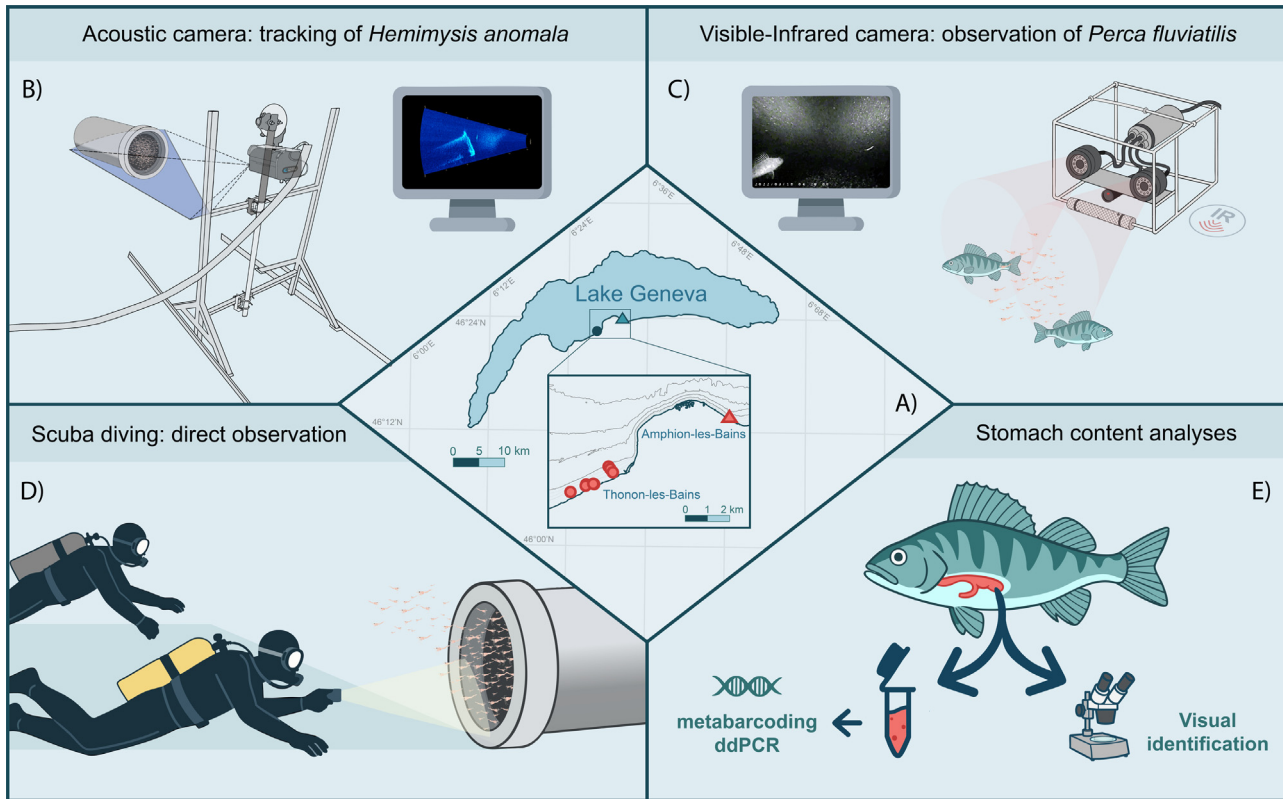 Acoustic camera: tracking of Hemimysis anomala
B)
Visible-Infrared camera: observation of Perca fluviatilis
C)
IR
6°36'E
6°24'E
6°48'E
6°12'E
Lake Geneva
46°24'N
6°68'E
6°00'E
46°12'N
0 5 10 km
A)
Amphion-les-Bains
Thonon-les-Bains
0 1 2 km
46°00'N
Scuba diving: direct observation
D)
Stomach content analyses
E)
metabarcoding
ddPCR
Visual
identification